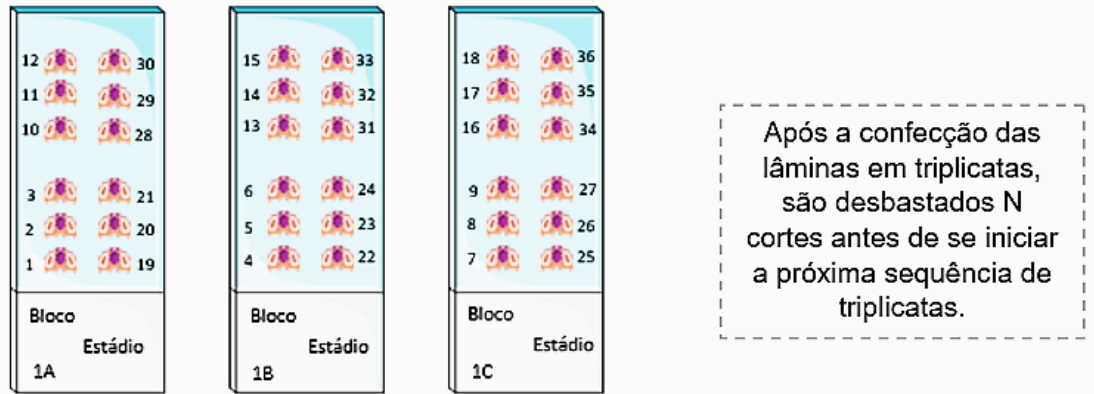 12 30
11 29
10 28
3 21
2 20
1 19
Bloco
Estádio
1A
15 33
14 32
13 31
6 24
5 23
4 22
Bloco
Estádio
1B
18 36
17 35
16 34
9 27
8 26
7 25
Bloco
Estádio
1C
Após a confecção das
lâminas em triplicatas,
são desbastados N
cortes antes de se iniciar
a próxima sequência de
triplicatas.